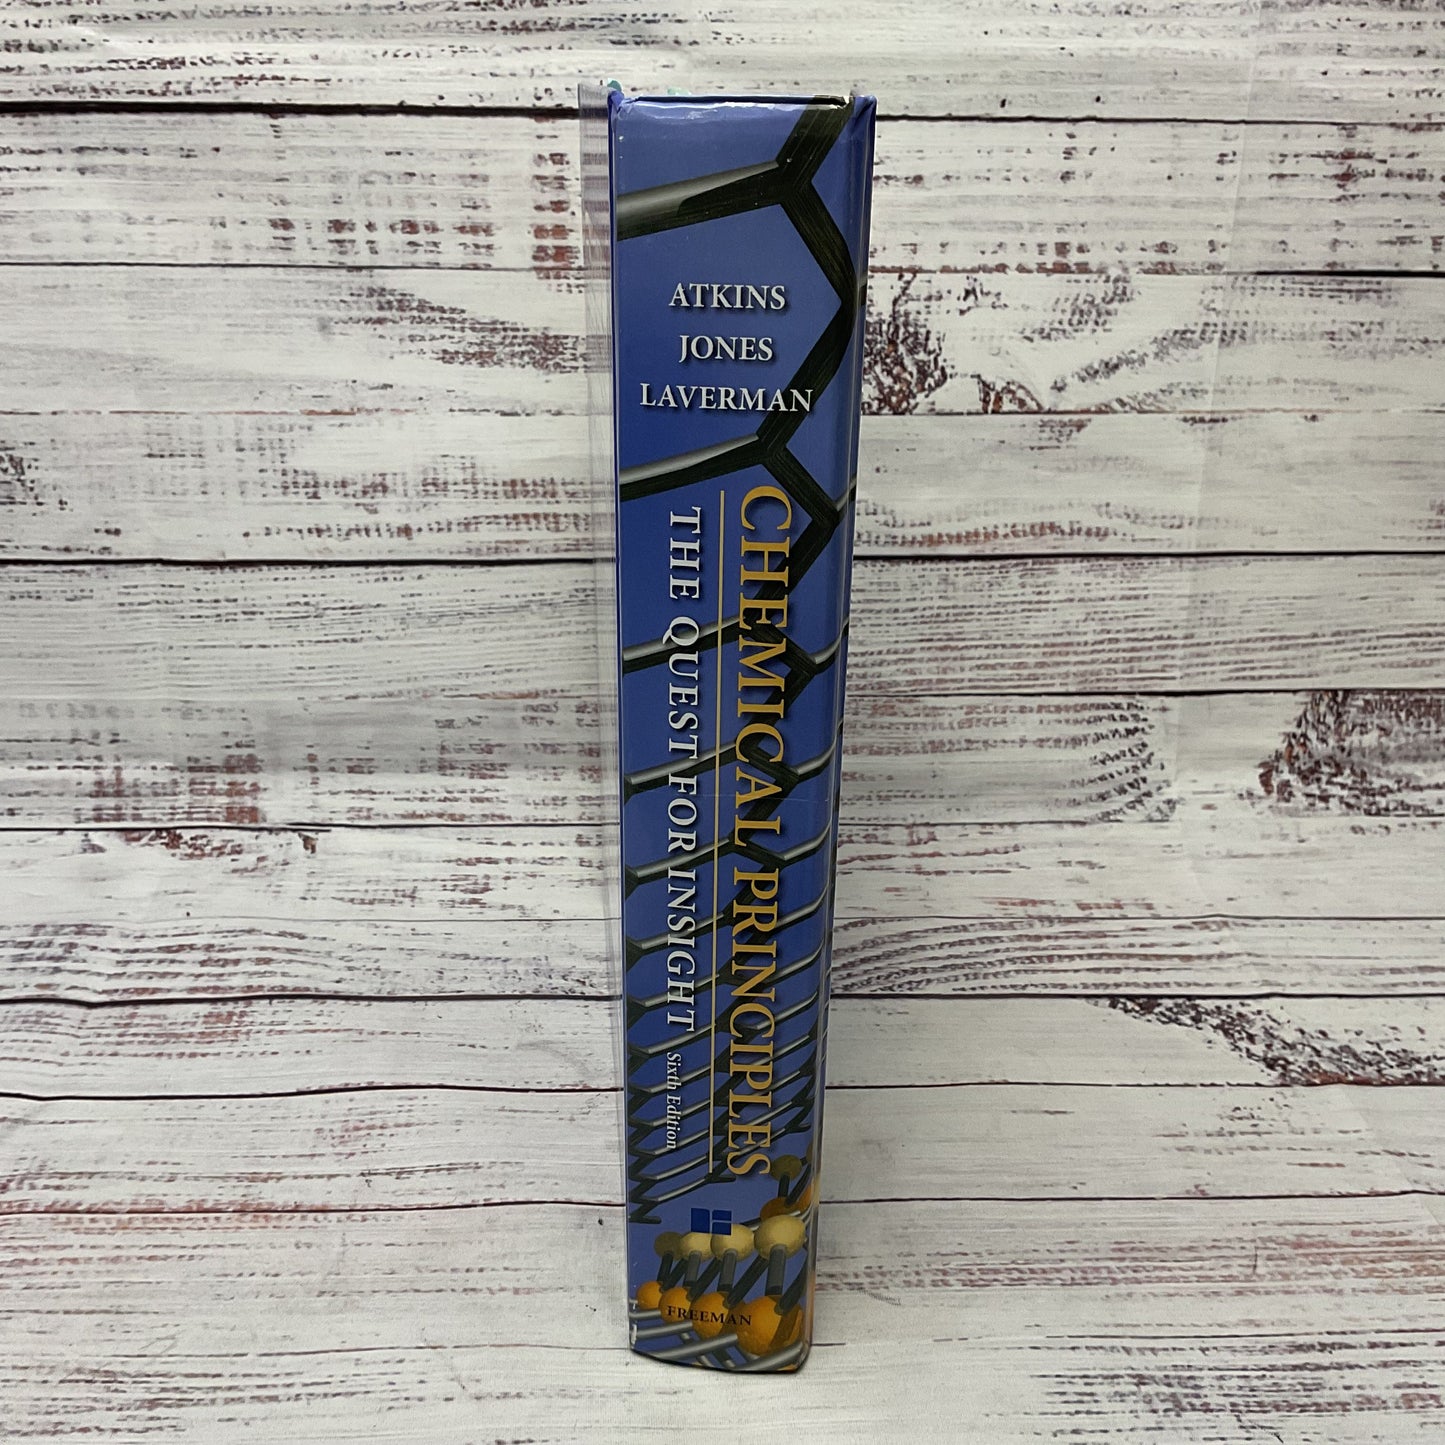 ATKINS
JONES
LAVERMAN
CHEMICAL PRINCIPLES
THE QUEST FOR INSIGHT Sixth Edition
FREEMAN